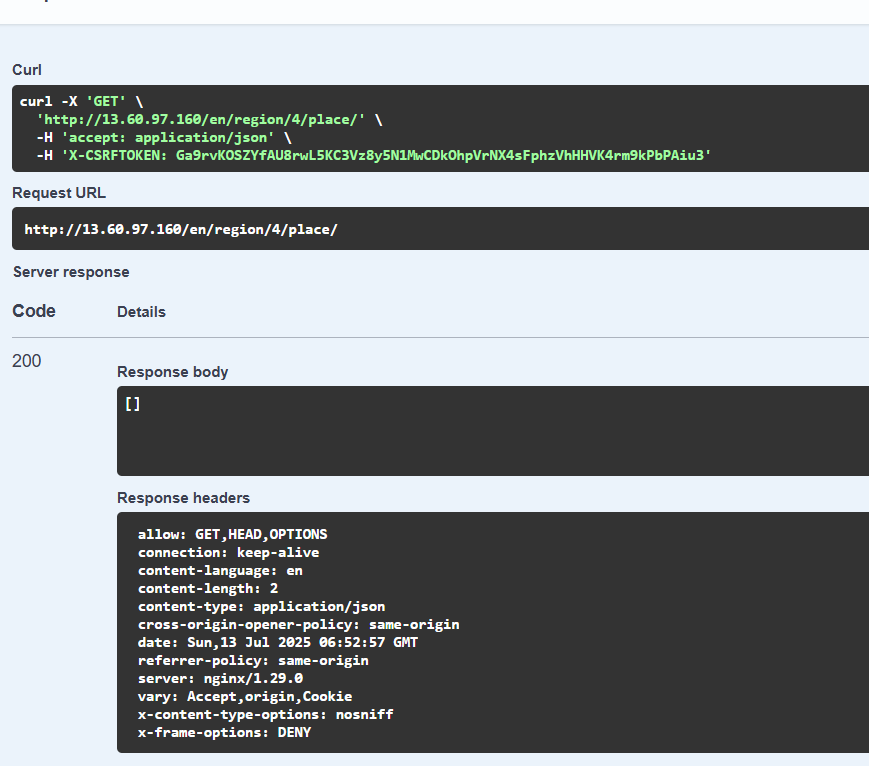 Curl
curl -X 'GET' \
'http://13.60.97.160/en/region/4/place/' \
-H 'accept: application/json' \
-H 'X-CSRFTOKEN: Ga9rvKOSZYfAU8rwL5KC3Vz8y5N1MwCDkOhpVrNX4sFphzVhHHVK4rm9kPbPAiu3'
Request URL
http://13.60.97.160/en/region/4/place/
Server response
Code Details
200
Response body
[]
Response headers
allow: GET,HEAD,OPTIONS
connection: keep-alive
content-language: en
content-length: 2
content-type: application/json
cross-origin-opener-policy: same-origin
date: Sun,13 Jul 2025 06:52:57 GMT
referrer-policy: same-origin
server: nginx/1.29.0
vary: Accept,origin,Cookie
x-content-type-options: nosniff
x-frame-options: DENY